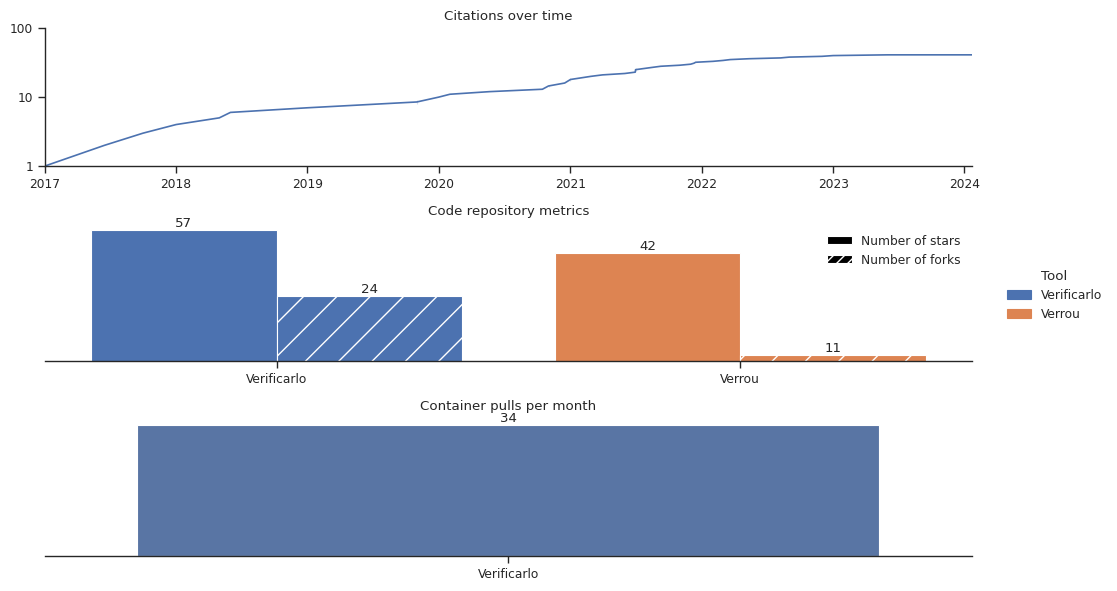 Citations over time
100
10
1
2017 2018 2019 2020 2021 2022 2023 2024
Code repository metrics
57
24
42
11
Number of stars
Number of forks
Verificarlo Verrou
Tool
Verificarlo
Verrou
Container pulls per month
34
Verificarlo